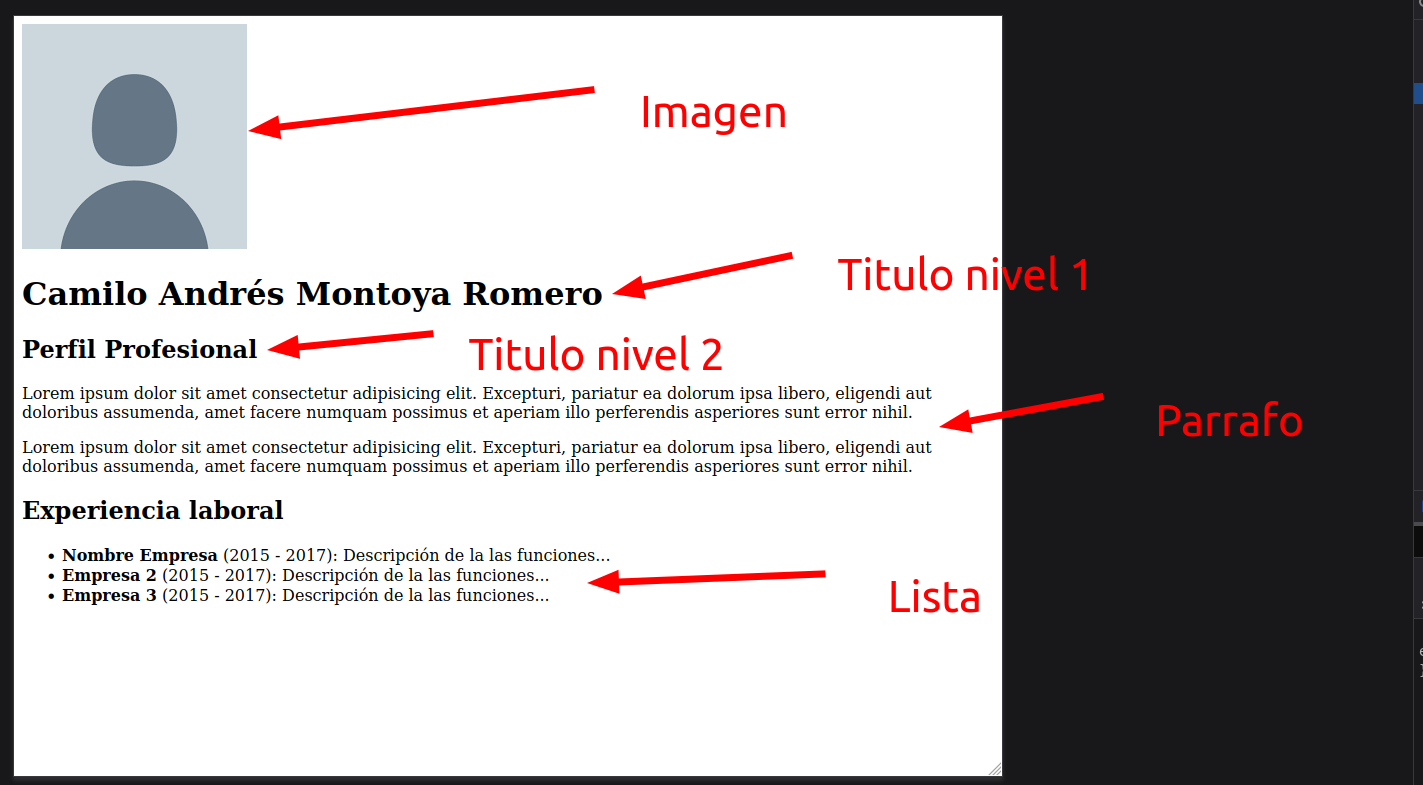 Imagen
Titulo nivel 1
Camilo Andrés Montoya Romero
Perfil Profesional
Titulo nivel 2
Lorem ipsum dolor sit amet consectetur adipisicing elit. Excepturi, pariatur ea dolorum ipsa libero, eligendi aut
doloribus assumenda, amet facere numquam possimus et aperiam illo perferendis asperiores sunt error nihil.
Parrafo
Lorem ipsum dolor sit amet consectetur adipisicing elit. Excepturi, pariatur ea dolorum ipsa libero, eligendi aut
doloribus assumenda, amet facere numquam possimus et aperiam illo perferendis asperiores sunt error nihil.
Experiencia laboral
• Nombre Empresa (2015 - 2017): Descripción de la las funciones...
• Empresa 2 (2015 - 2017): Descripción de la las funciones...
• Empresa 3 (2015 - 2017): Descripción de la las funciones...
Lista